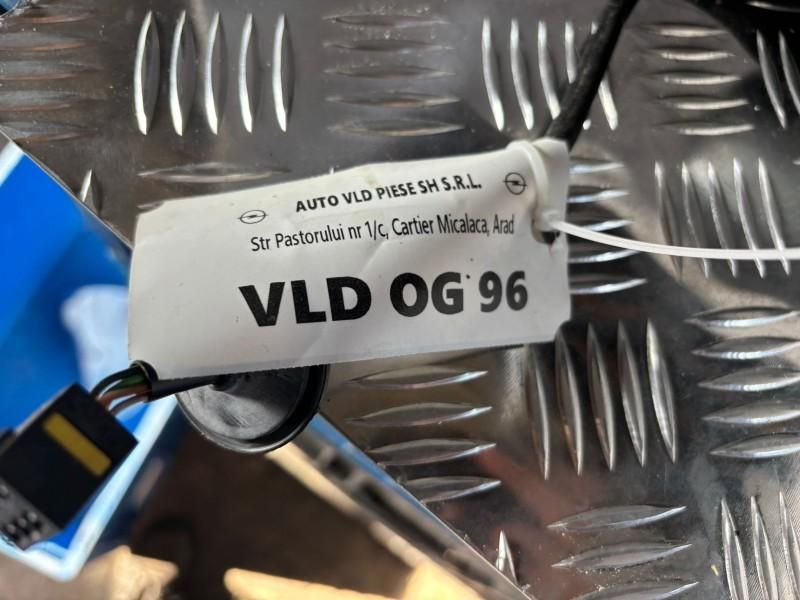 AUTO VLD PIESE SH S.R.L.
Str Pastorului nr 1/c, Cartier Micalaca, Arad
VLD OG 96